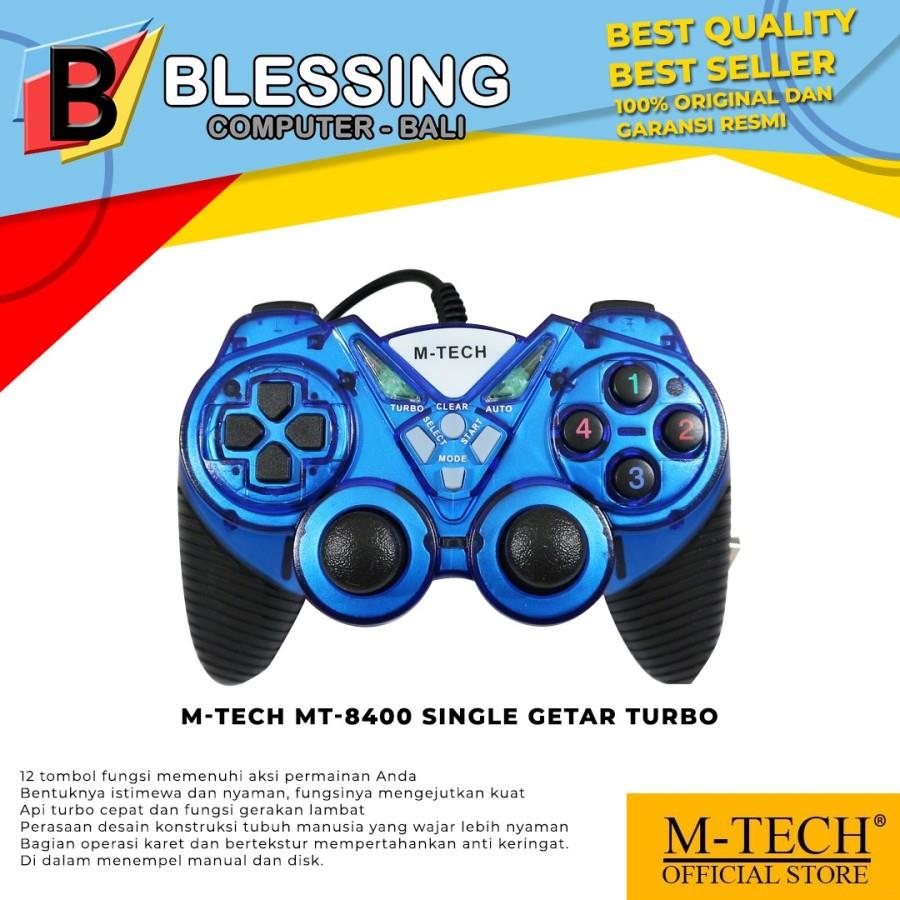 B
BLESSING
COMPUTER - BALI
BEST QUALITY
BEST SELLER
100% ORIGINAL DAN
GARANSI RESMI
M-TECH
TURBO
CLEAR
AUTO
SELECT
START
MODE
1
4
2
3
M-TECH MT-8400 SINGLE GETAR TURBO
12 tombol fungsi memenuhi aksi permainan Anda
Bentuknya istimewa dan nyaman, fungsinya mengejutkan kuat
Api turbo cepat dan fungsi gerakan lambat
Perasaan desain konstruksi tubuh manusia yang wajar lebih nyaman
Bagian operasi karet dan bertekstur mempertahankan anti keringat.
Di dalam menempel manual dan disk.
M-TECH®
OFFICIAL STORE